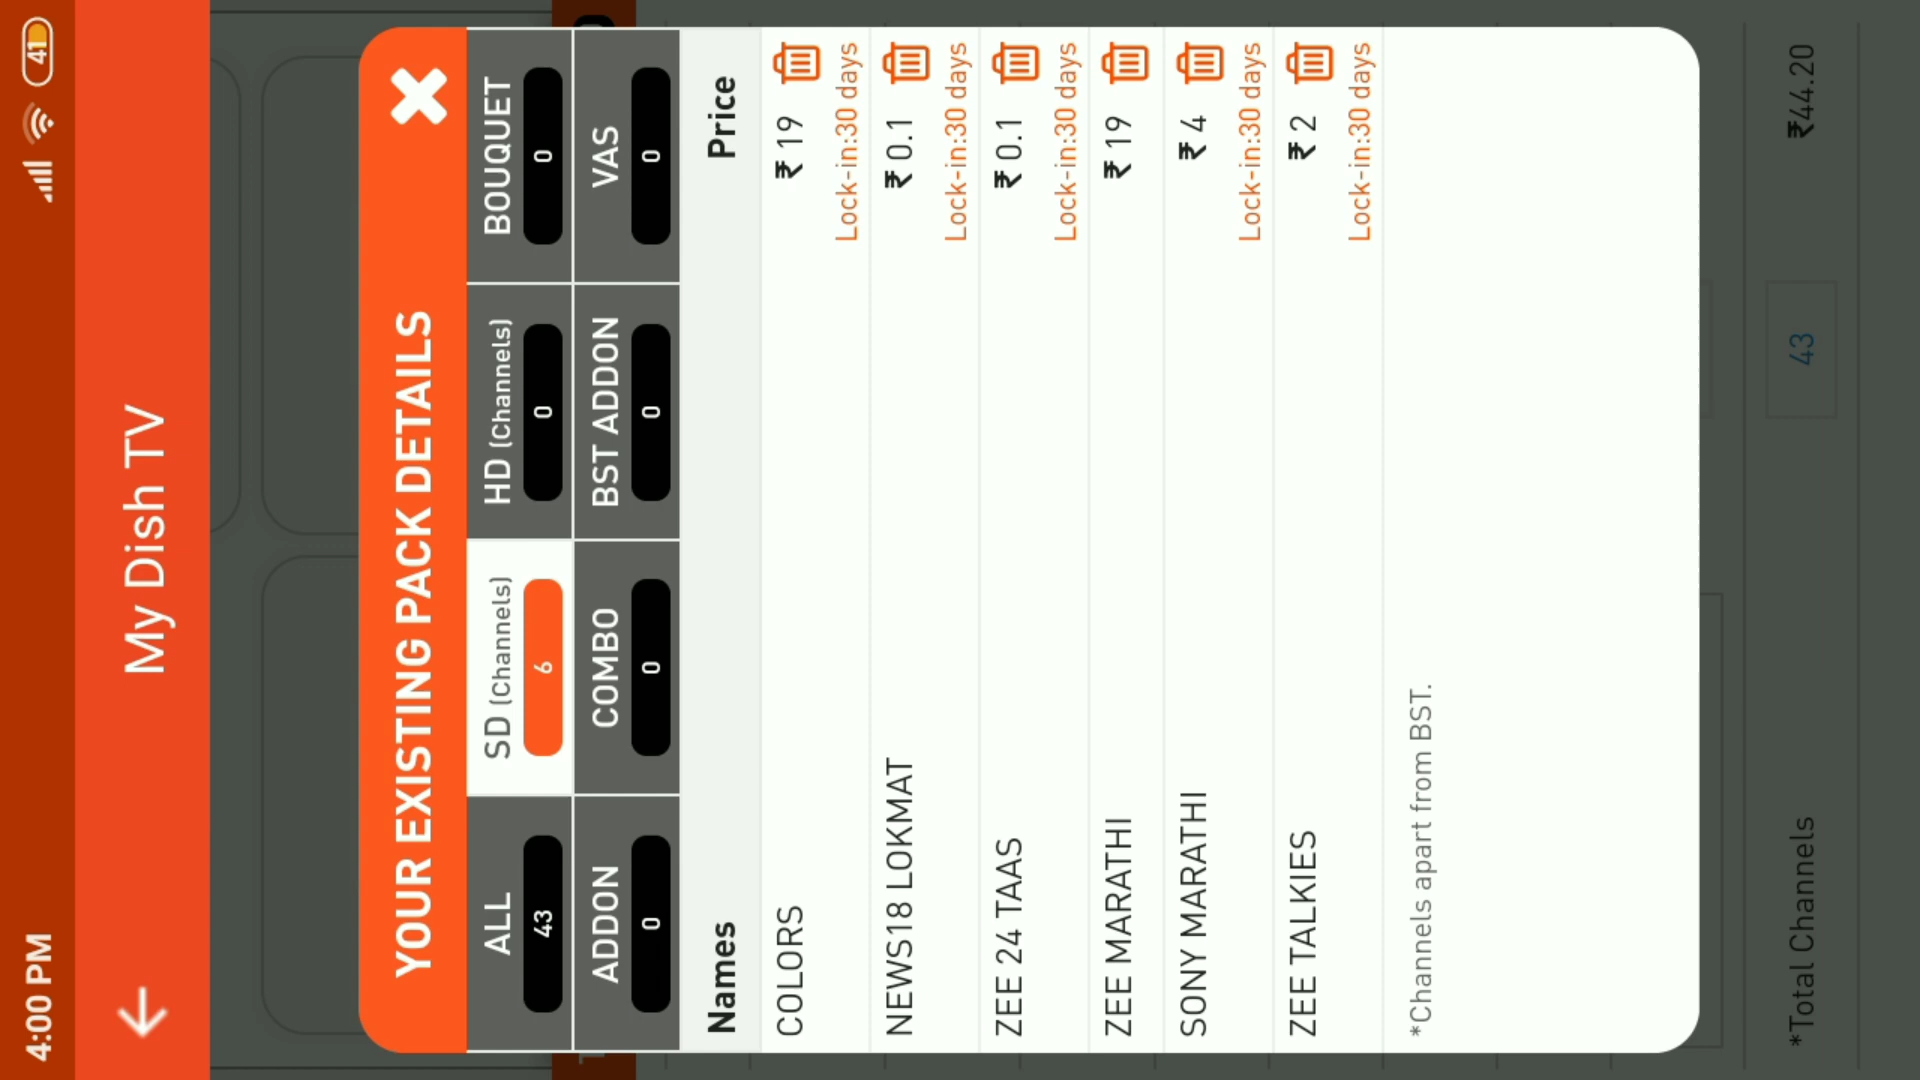 4:00 PM
41
My Dish TV
YOUR EXISTING PACK DETAILS
ALL
43
SD (Channels)
6
HD (Channels)
0
BOUQUET
0
ADDON
0
COMBO
0
BST ADDON
0
VAS
0
Names Price
COLORS ₹ 19
Lock-in:30 days
NEWS18 LOKMAT ₹ 0.1
Lock-in:30 days
ZEE 24 TAAS ₹ 0.1
Lock-in:30 days
ZEE MARATHI ₹ 19
SONY MARATHI ₹ 4
Lock-in:30 days
ZEE TALKIES ₹ 2
Lock-in:30 days
*Channels apart from BST.
*Total Channels 43 ₹44.20